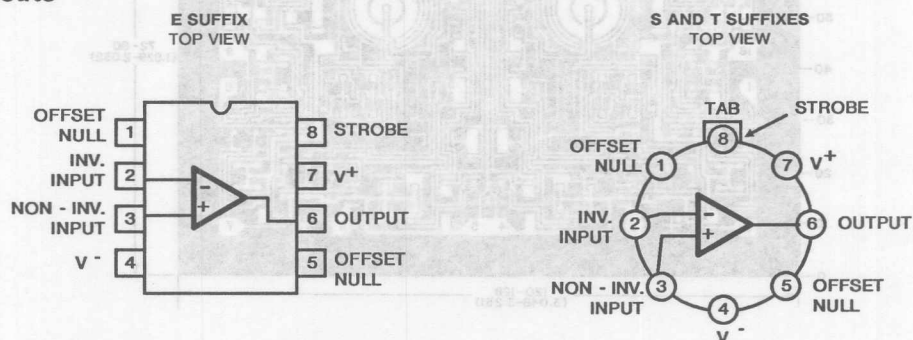 E SUFFIX
TOP VIEW
OFFSET
NULL
1
8
STROBE
INV.
INPUT
2
-
7
V+
NON - INV.
INPUT
3
+
6
OUTPUT
V -
4
5
OFFSET
NULL
S AND T SUFFIXES
TOP VIEW
TAB
STROBE
8
OFFSET
NULL
1
7
V+
INV.
INPUT
2
-
+
6
OUTPUT
NON - INV.
INPUT
3
5
OFFSET
NULL
4
V -